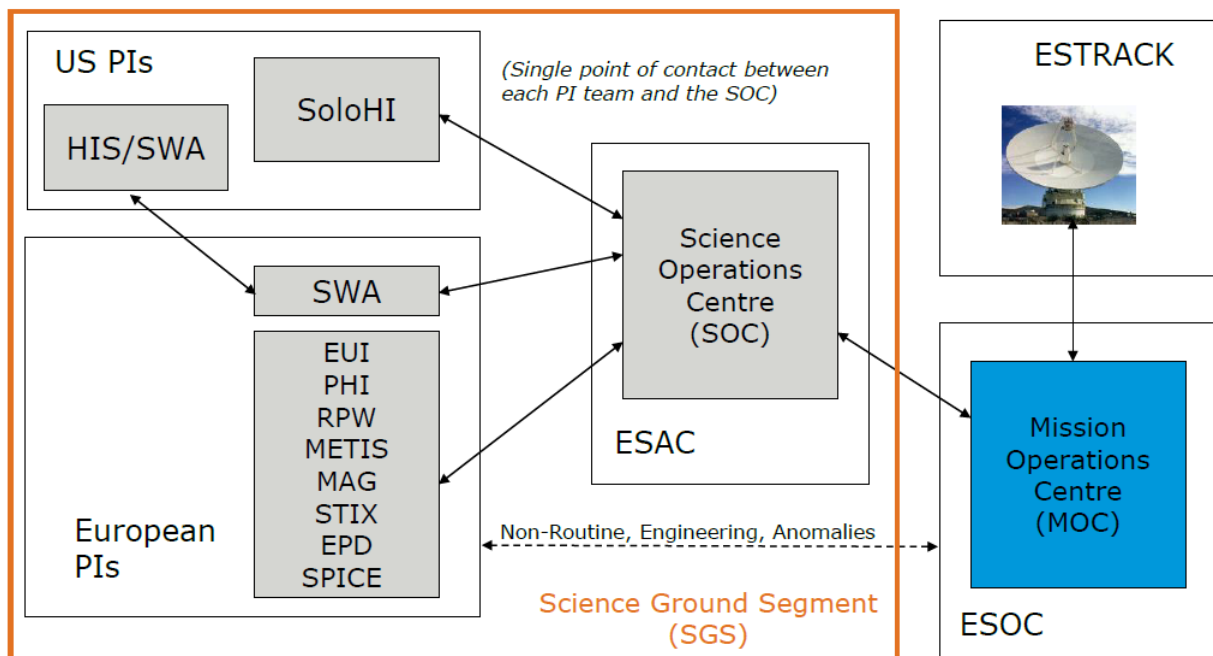 US PIs
SoloHI
HIS/SWA
(Single point of contact between
each PI team and the SOC)
ESTRACK
SWA
EUI
PHI
RPW
METIS
MAG
STIX
EPD
SPICE
European
PIs
Science
Operations
Centre
(SOC)
ESAC
Non-Routine, Engineering, Anomalies
Science Ground Segment
(SGS)
Mission
Operations
Centre
(MOC)
ESOC